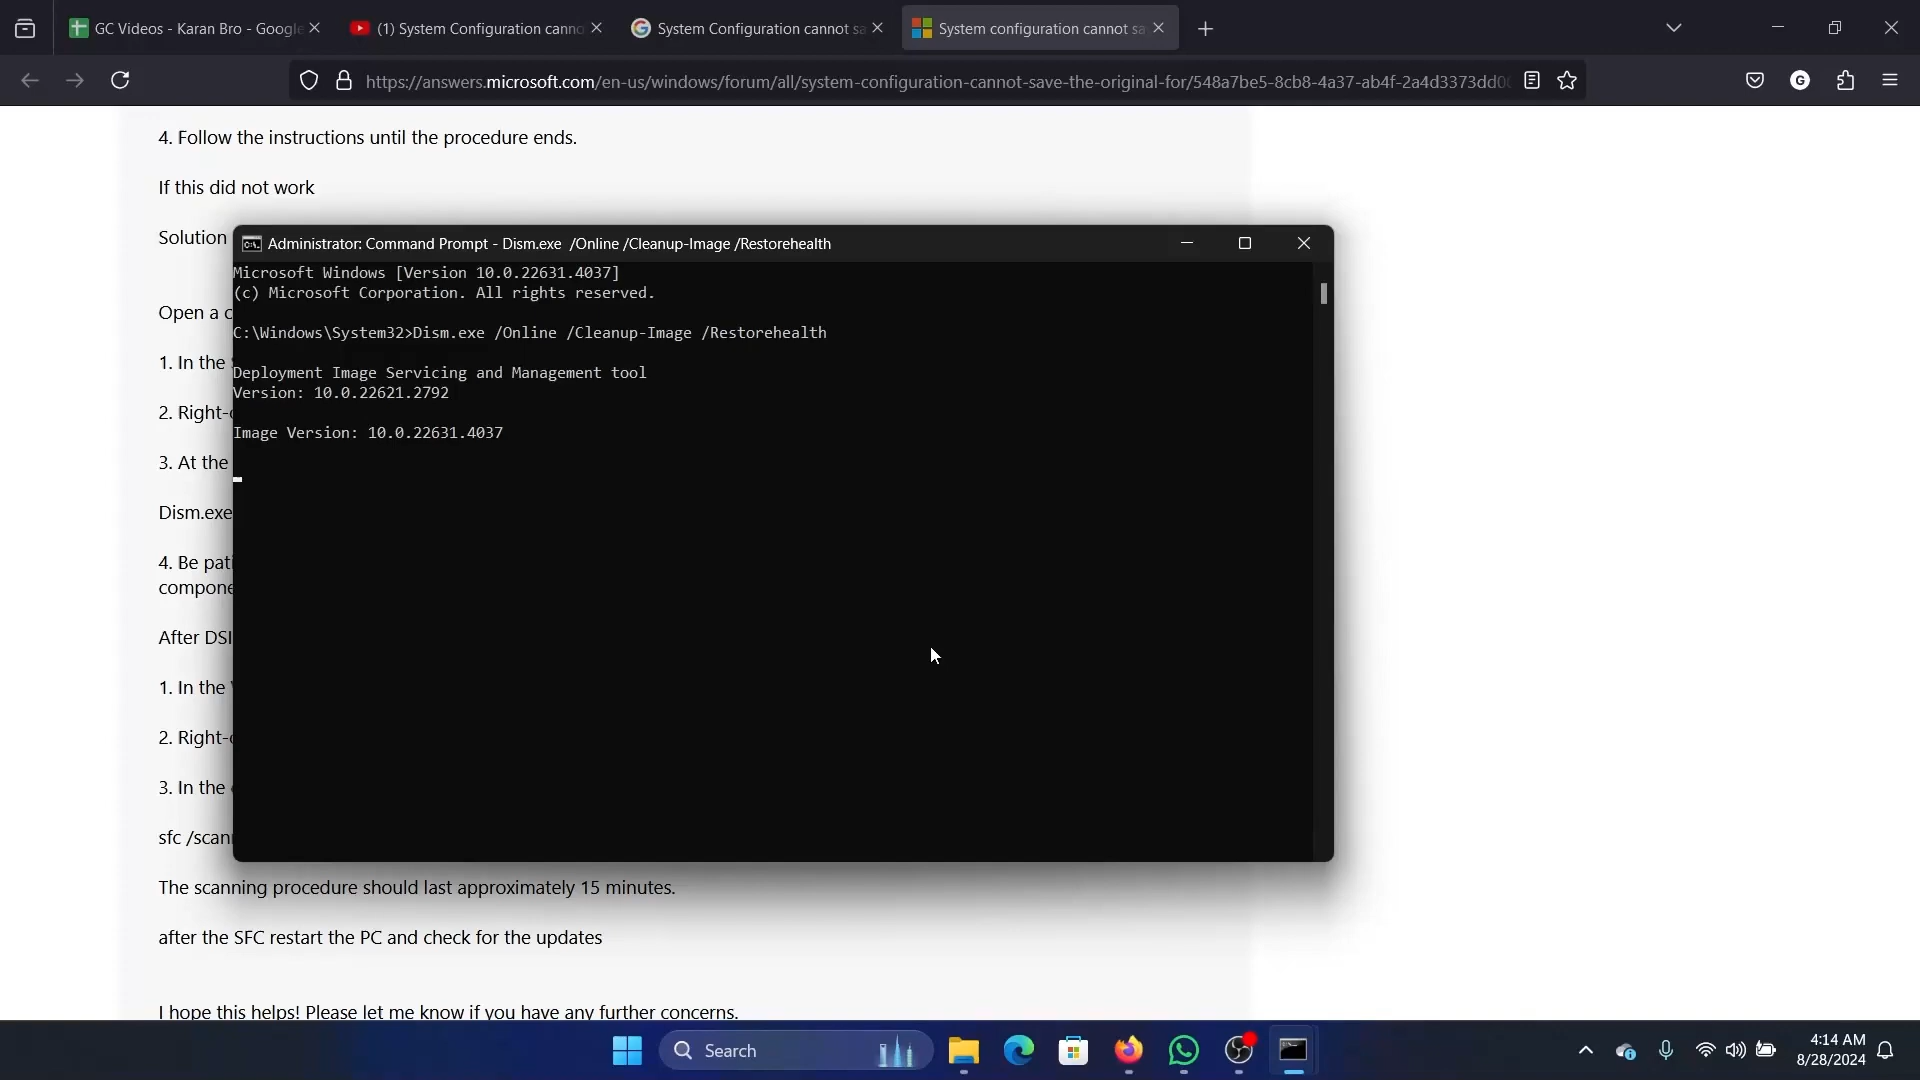 GC Videos - Karan Bro - Google
(1) System Configuration canno
System Configuration cannot sa
System configuration cannot sa
https://answers.microsoft.com/en-us/windows/forum/all/system-configuration-cannot-save-the-original-for/548a7be5-8cb8-4a37-ab4f-2a4d3373dd0
G
4. Follow the instructions until the procedure ends.
If this did not work
Solution
Administrator: Command Prompt - Dism.exe /Online /Cleanup-Image /Restorehealth
Microsoft Windows [Version 10.0.22631.4037]
(c) Microsoft Corporation. All rights reserved.
Open a c
C:\Windows\System32>Dism.exe /Online /Cleanup-Image /Restorehealth
1. In the
Deployment Image Servicing and Management tool
Version: 10.0.22621.2792
2. Right-c
Image Version: 10.0.22631.4037
3. At the
Dism.exe
4. Be pati
compone
After DSI
1. In the
2. Right-c
3. In the
sfc /scan
The scanning procedure should last approximately 15 minutes.
after the SFC restart the PC and check for the updates
I hope this helps! Please let me know if you have any further concerns.
Search
4:14 AM
8/28/2024